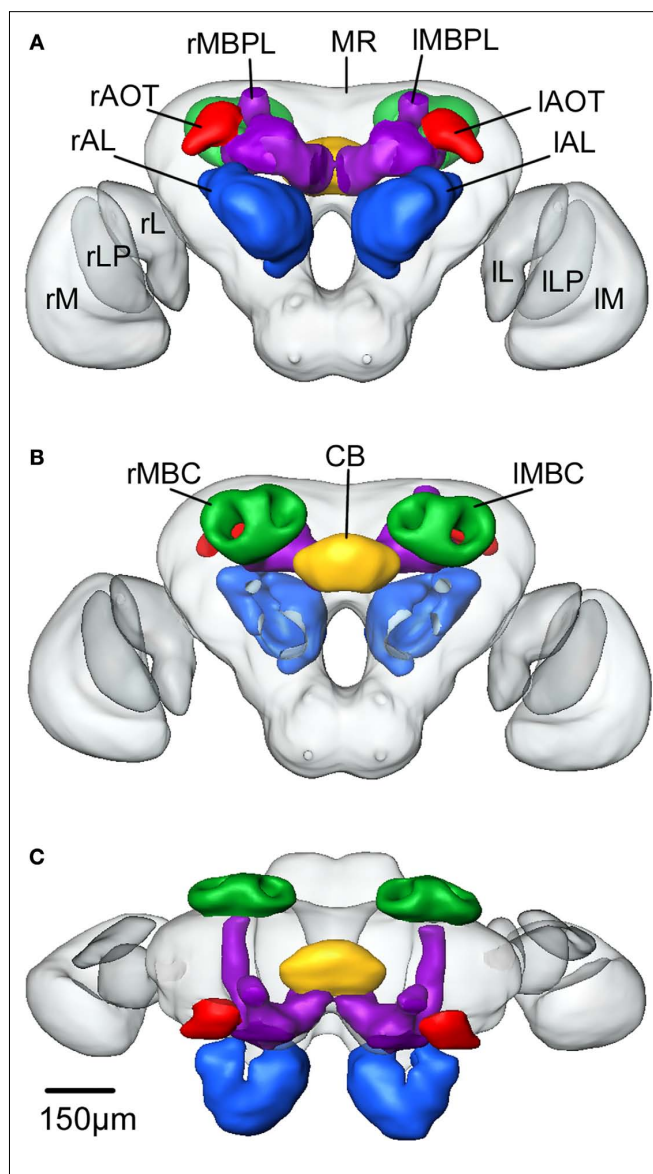 A
rMBPL MR lMBPL
rAOT lAOT
rAL lAL
rL
rLP lL lLP
rM lM
B
rMBC CB lMBC
C
150µm